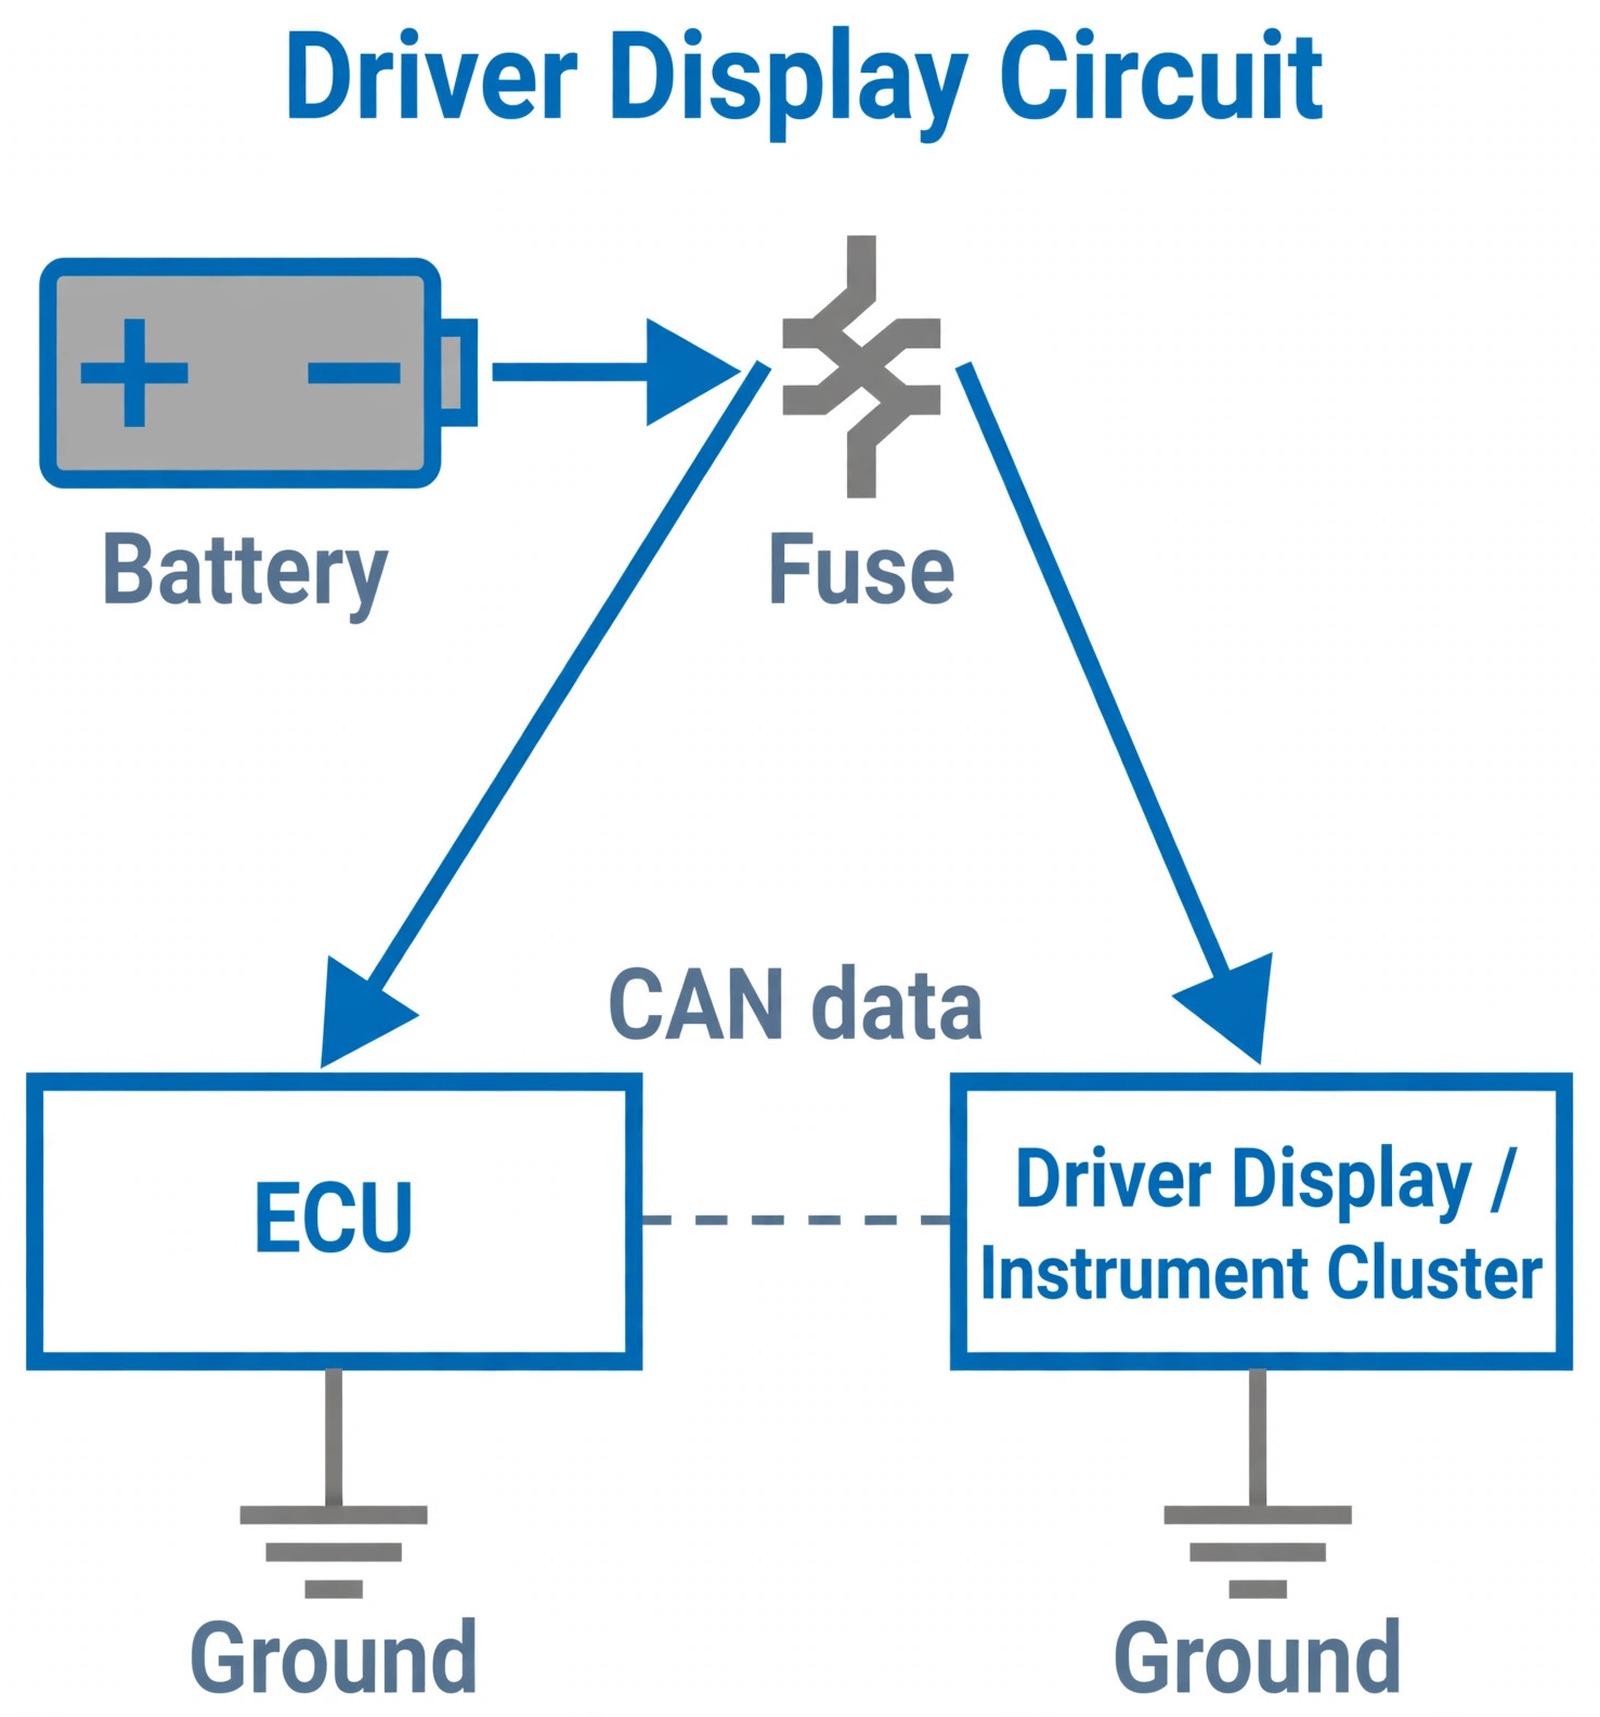 Driver Display Circuit
Battery
Fuse
CAN data
ECU
Driver Display /
Instrument Cluster
Ground
Ground